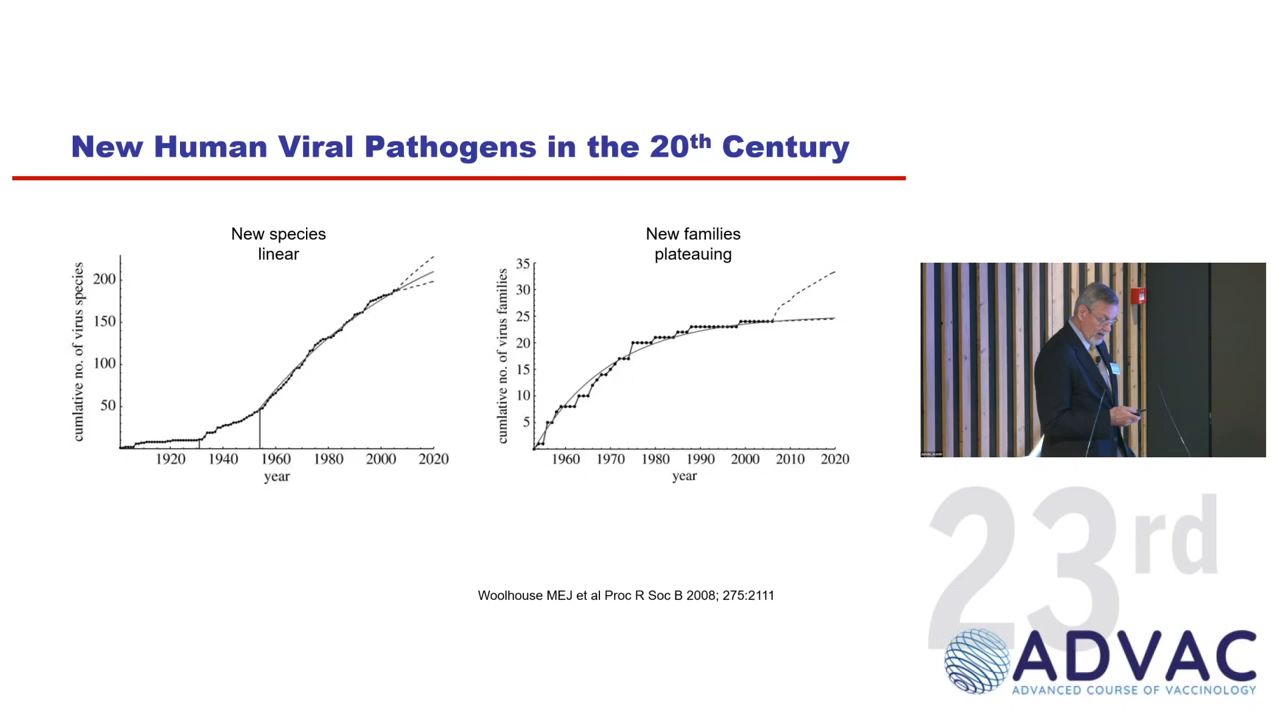 New Human Viral Pathogens in the 20th Century
New species
linear
cumlative no. of virus species
200
150
100
50
1920 1940 1960 1980 2000 2020
year
New families
plateauing
cumlative no. of virus families
35
30
25
20
15
10
5
1960 1970 1980 1990 2000 2010 2020
year
Woolhouse MEJ et al Proc R Soc B 2008; 275:2111
23rd
ADVAC
ADVANCED COURSE OF VACCINOLOGY